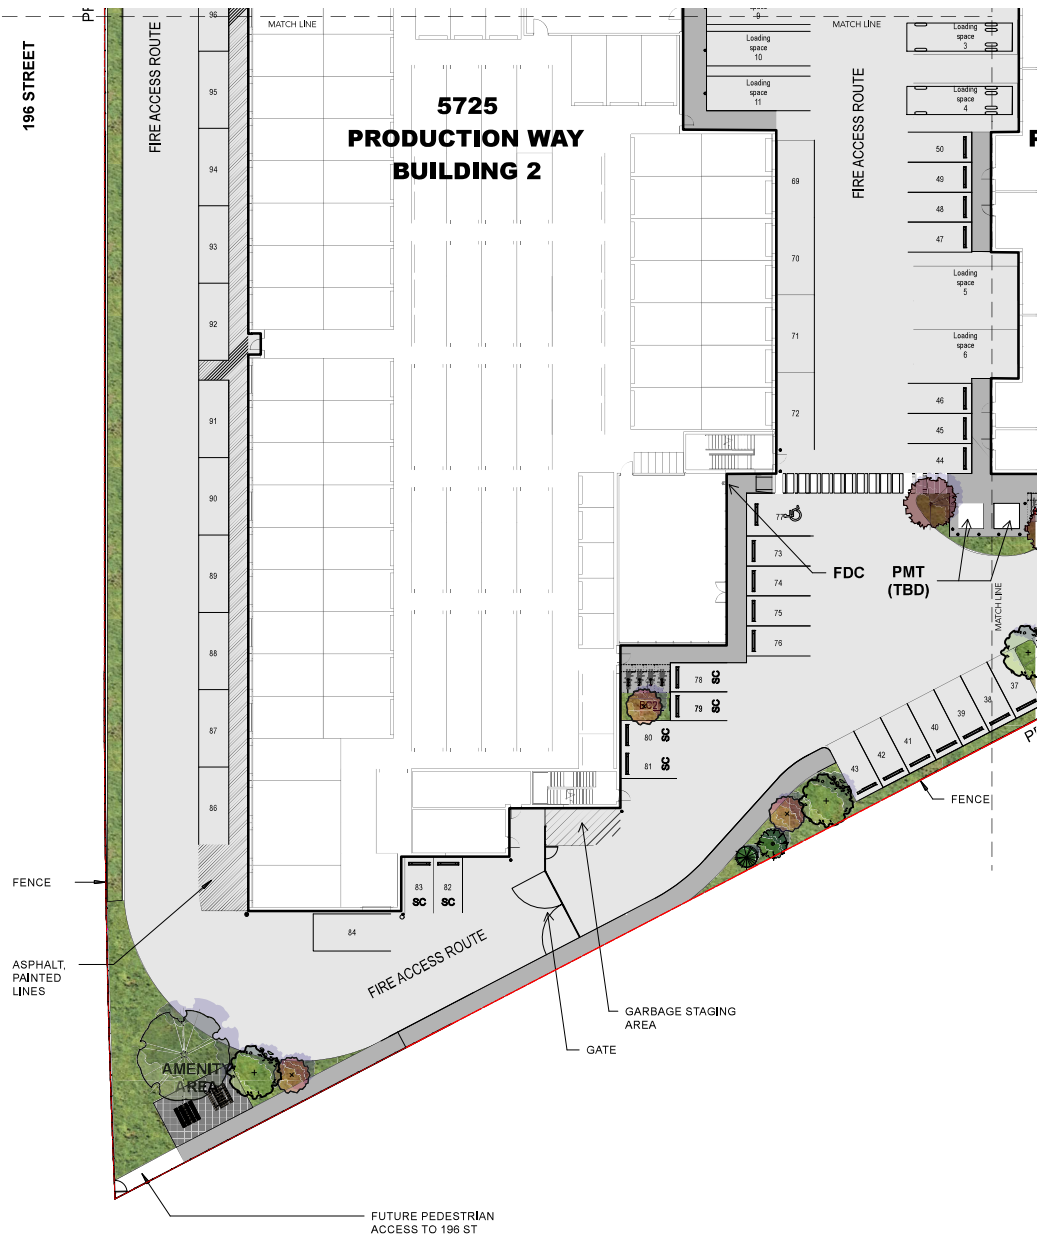 196 STREET
FIRE ACCESS ROUTE
MATCH LINE
MATCH LINE
5725
PRODUCTION WAY
BUILDING 2
96
95
94
93
92
91
90
89
88
87
86
9
Loading
space
10
Loading
space
11
Loading
space
3
Loading
space
4
FIRE ACCESS ROUTE
50
49
48
47
Loading
space
5
Loading
space
6
46
45
44
69
70
71
72
77
73
74
75
76
FDC
PMT
(TBD)
MATCH LINE
78 SC
79 SC
80 SC
81 SC
BC2
37
38
39
40
41
42
43
FENCE
83
SC
82
SC
84
FIRE ACCESS ROUTE
FENCE
ASPHALT,
PAINTED
LINES
GARBAGE STAGING
AREA
GATE
AMENITY
AREA
FUTURE PEDESTRIAN
ACCESS TO 196 ST